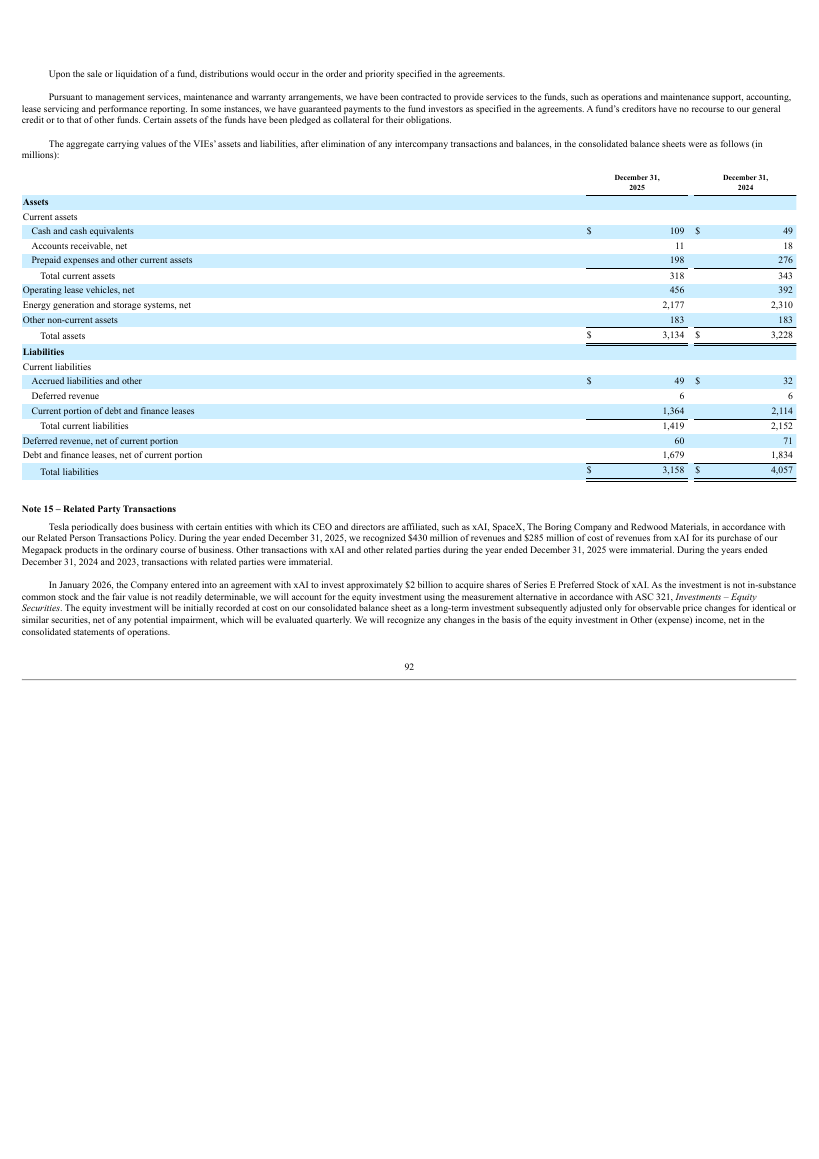 Upon the sale or liquidation of a fund, distributions would occur in the order and priority specified in the agreements.
Pursuant to management services, maintenance and warranty arrangements, we have been contracted to provide services to the funds, such as operations and maintenance support, accounting,
lease servicing and performance reporting. In some instances, we have guaranteed payments to the fund investors as specified in the agreements. A fund’s creditors have no recourse to our general
credit or to that of other funds. Certain assets of the funds have been pledged as collateral for their obligations.
The aggregate carrying values of the VIEs’ assets and liabilities, after elimination of any intercompany transactions and balances, in the consolidated balance sheets were as follows (in
millions):
December 31, December 31,
2025 2024
Assets
Current assets
Cash and cash equivalents $ 109 $ 49
Accounts receivable, net 11 18
Prepaid expenses and other current assets 198 276
Total current assets 318 343
Operating lease vehicles, net 456 392
Energy generation and storage systems, net 2,177 2,310
Other non-current assets 183 183
Total assets $ 3,134 $ 3,228
Liabilities
Current liabilities
Accrued liabilities and other $ 49 $ 32
Deferred revenue 6 6
Current portion of debt and finance leases 1,364 2,114
Total current liabilities 1,419 2,152
Deferred revenue, net of current portion 60 71
Debt and finance leases, net of current portion 1,679 1,834
Total liabilities $ 3,158 $ 4,057
Note 15 – Related Party Transactions
Tesla periodically does business with certain entities with which its CEO and directors are affiliated, such as xAI, SpaceX, The Boring Company and Redwood Materials, in accordance with
our Related Person Transactions Policy. During the year ended December 31, 2025, we recognized $430 million of revenues and $285 million of cost of revenues from xAI for its purchase of our
Megapack products in the ordinary course of business. Other transactions with xAI and other related parties during the year ended December 31, 2025 were immaterial. During the years ended
December 31, 2024 and 2023, transactions with related parties were immaterial.
In January 2026, the Company entered into an agreement with xAI to invest approximately $2 billion to acquire shares of Series E Preferred Stock of xAI. As the investment is not in-substance
common stock and the fair value is not readily determinable, we will account for the equity investment using the measurement alternative in accordance with ASC 321, Investments – Equity
Securities. The equity investment will be initially recorded at cost on our consolidated balance sheet as a long-term investment subsequently adjusted only for observable price changes for identical or
similar securities, net of any potential impairment, which will be evaluated quarterly. We will recognize any changes in the basis of the equity investment in Other (expense) income, net in the
consolidated statements of operations.
92